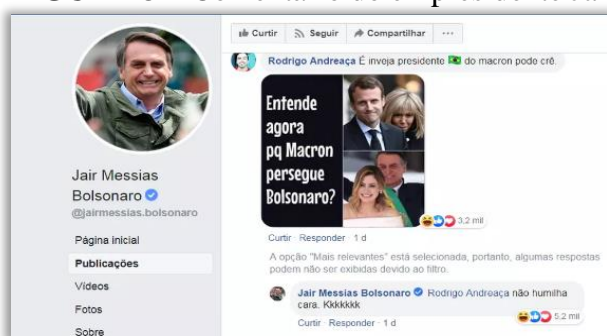 Curtir Seguir Compartilhar ...
Rodrigo Andreaça É inveja presidente 🇧🇷 do macron pode crê.
Entende
agora
pq Macron
persegue
Bolsonaro?
3,2 mil
Curtir · Responder · 1 d
A opção "Mais relevantes" está selecionada, portanto, algumas respostas
podem não ser exibidas devido ao filtro.
Jair Messias Bolsonaro Rodrigo Andreaça não humilha
cara. Kkkkkkk
5,2 mil
Curtir · Responder · 1 d
Jair Messias
Bolsonaro
@jairmessias.bolsonaro
Página inicial
Publicações
Vídeos
Fotos
Sobre